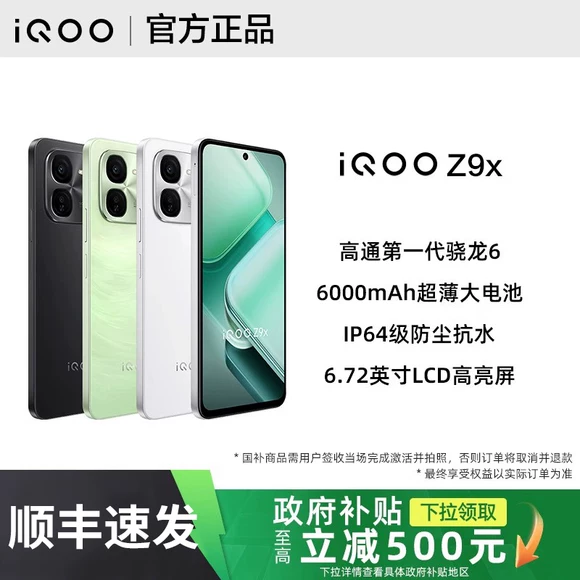 iQOO | 官方正品
iQOO Z9x
高通第一代骁龙6
6000mAh超薄大电池
IP64级防尘抗水
6.72英寸LCD高亮屏
iQOO
iQOO
iQOO
iQOO Z9x
* 国补商品需用户签收当场完成激活并拍照，否则订单将取消并退款
* 最终享受权益以实际订单为准
顺丰速发
政府补贴 下拉领取
至高立减500元
下拉详情查看具体政府补贴地区